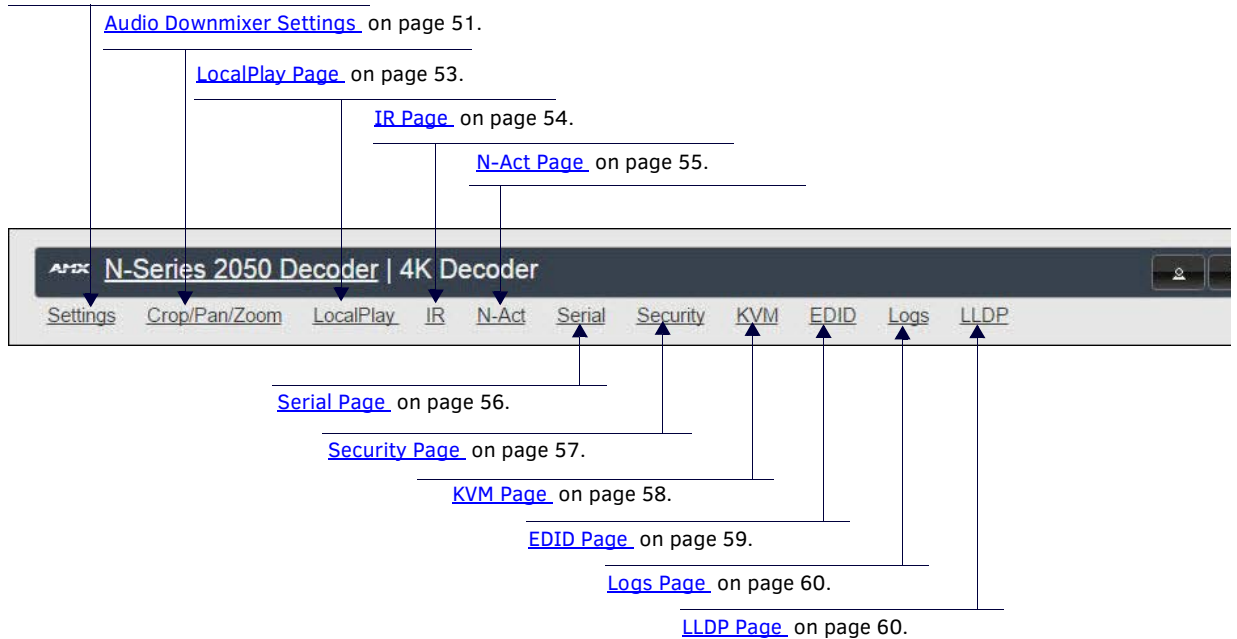 Audio Downmixer Settings on page 51.
LocalPlay Page on page 53.
IR Page on page 54.
N-Act Page on page 55.
AMX N-Series 2050 Decoder | 4K Decoder
Settings Crop/Pan/Zoom LocalPlay IR N-Act Serial Security KVM EDID Logs LLDP
Serial Page on page 56.
Security Page on page 57.
KVM Page on page 58.
EDID Page on page 59.
Logs Page on page 60.
LLDP Page on page 60.